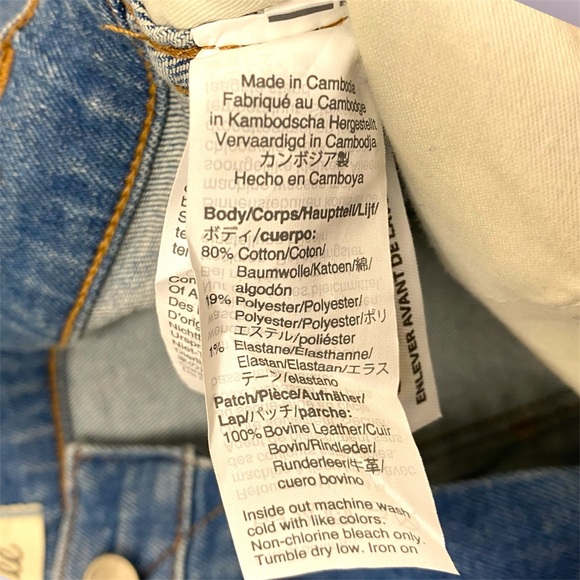 Made in Cambodia
Fabriqué au Cambodge
in Kambodscha Hergestellt
Vervaardigd in Cambodja
カンボジア製
Hecho en Camboya
Body/Corps/Haupttell/Lijf/
ボディ/cuerpo:
80% Cotton/Coton/
Baumwolle/Katoen/綿/
algodón
19% Polyester/Polyester/
Polyester/Polyester/ポリ
エステル/poliéster
1% Elastane/Elasthanne/
Elastan/Elastaan/エラス
テーン/elastano
Patch/Pièce/Aufnäher/
Lap/パッチ/parche:
100% Bovine Leather/Cuir
Bovin/Rindleder/
Runderleer/牛革/
cuero bovino
Inside out machine wash
cold with like colors.
Non-chlorine bleach only.
Tumble dry low. Iron on
ENLEVER AVANT DE
Of
Des
D'ori